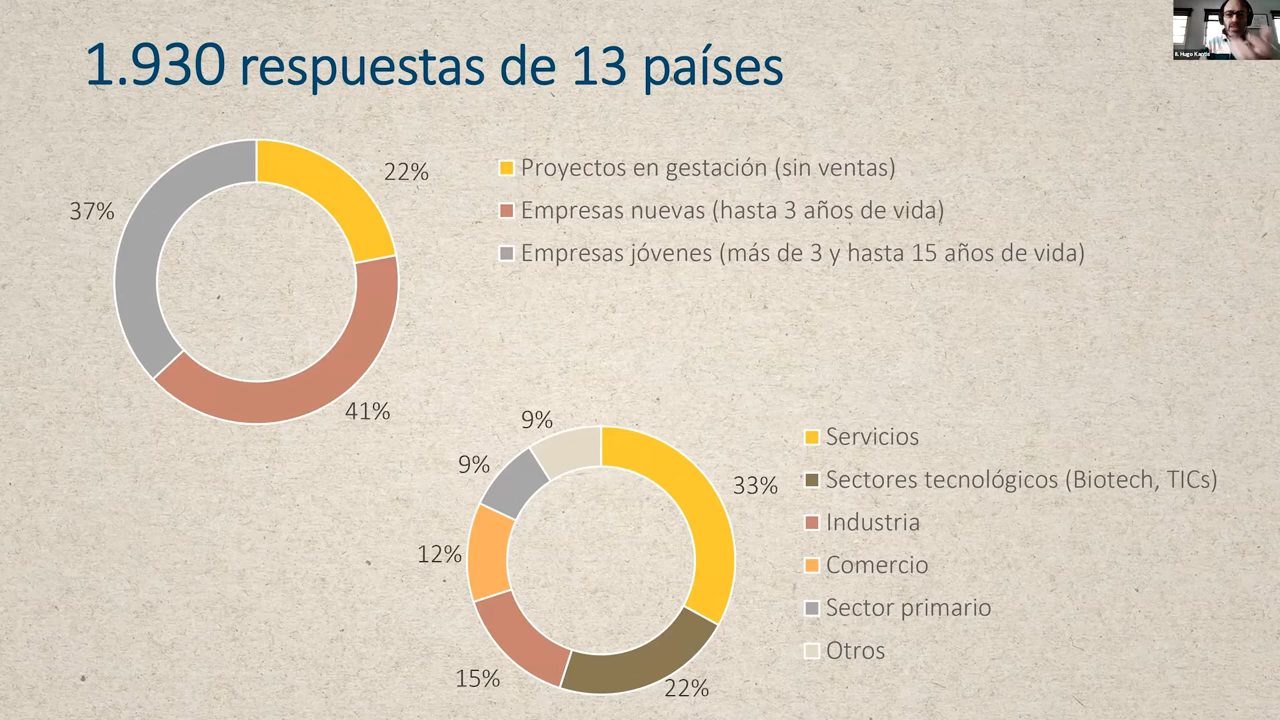 1.930 respuestas de 13 países
22%
37%
41%
Proyectos en gestación (sin ventas)
Empresas nuevas (hasta 3 años de vida)
Empresas jóvenes (más de 3 y hasta 15 años de vida)
9%
9%
33%
12%
15%
22%
Servicios
Sectores tecnológicos (Biotech, TICs)
Industria
Comercio
Sector primario
Otros
Hugo Kantis